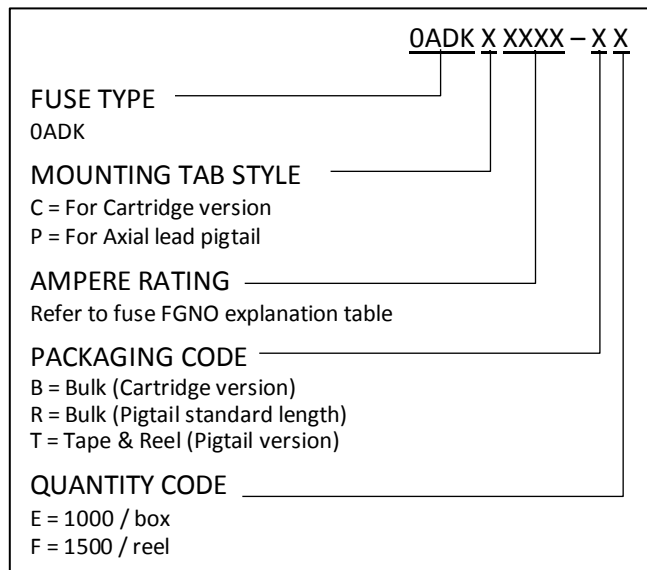 0ADK X XXXX – X X
FUSE TYPE
0ADK
MOUNTING TAB STYLE
C = For Cartridge version
P = For Axial lead pigtail
AMPERE RATING
Refer to fuse FGNO explanation table
PACKAGING CODE
B = Bulk (Cartridge version)
R = Bulk (Pigtail standard length)
T = Tape & Reel (Pigtail version)
QUANTITY CODE
E = 1000 / box
F = 1500 / reel